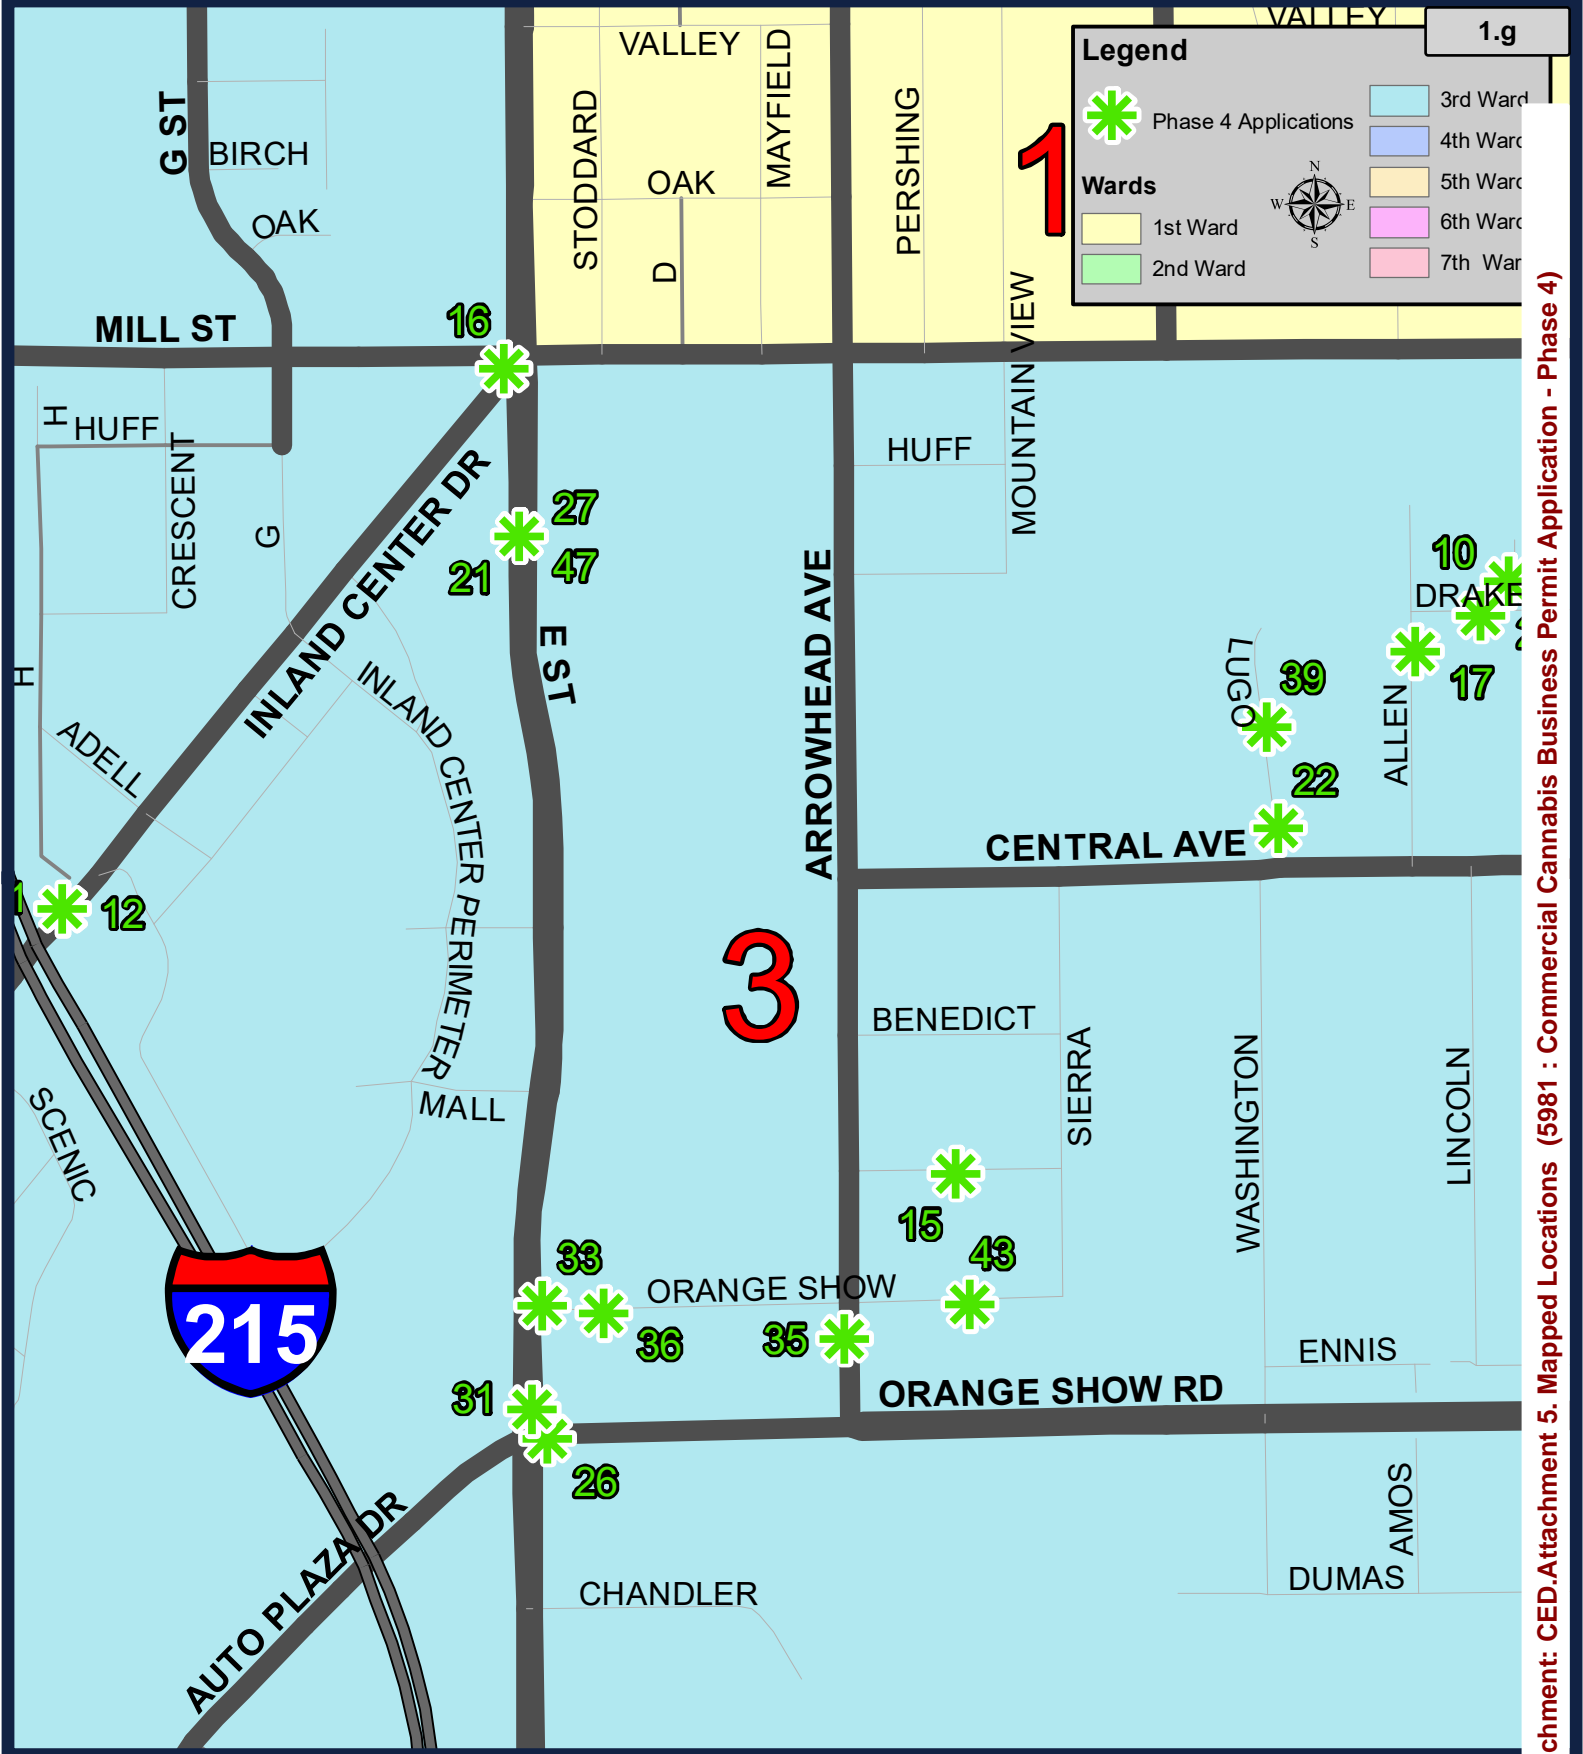 1.g
Legend
Phase 4 Applications
Wards
1st Ward
2nd Ward
3rd Ward
4th Ward
5th Ward
6th Ward
7th War
N
W E
S
VALLEY
VALLEY
G ST
BIRCH
OAK
STODDARD
MAYFIELD
OAK
D
PERSHING
1
MOUNTAIN VIEW
MILL ST
16
H
HUFF
CRESCENT
G
INLAND CENTER DR
27
21
47
E ST
HUFF
ARROWHEAD AVE
10
DRAKE
17
LUGO
39
ALLEN
22
H
ADELL
INLAND CENTER PERIMETER
CENTRAL AVE
1
12
3
BENEDICT
SIERRA
WASHINGTON
LINCOLN
SCENIC
MALL
15
43
33
ORANGE SHOW
36
35
215
ENNIS
31
ORANGE SHOW RD
26
AMOS
AUTO PLAZA DR
CHANDLER
DUMAS
chment: CED.Attachment 5. Mapped Locations (5981 : Commercial Cannabis Business Permit Application - Phase 4)